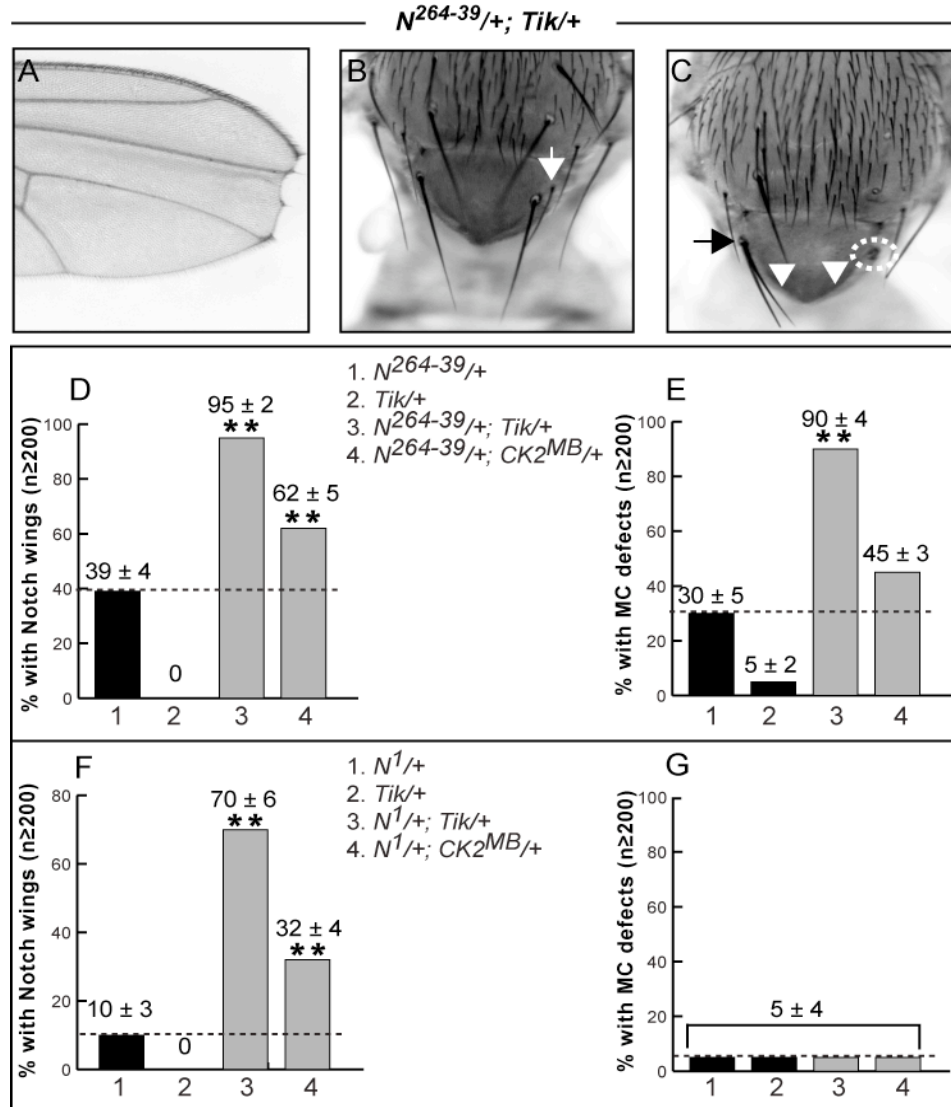 N264-39/+; Tik/+
A
B
C
D
1. N264-39/+
2. Tik/+
3. N264-39/+; Tik/+
4. N264-39/+; CK2MB/+
% with Notch wings (n≥200)
100
80
60
40
20
0
39 ± 4
0
95 ± 2
**
62 ± 5
**
1 2 3 4
E
% with MC defects (n≥200)
100
80
60
40
20
0
30 ± 5
5 ± 2
90 ± 4
**
45 ± 3
1 2 3 4
F
1. N1/+
2. Tik/+
3. N1/+; Tik/+
4. N1/+; CK2MB/+
% with Notch wings (n≥200)
80
60
40
20
0
10 ± 3
0
70 ± 6
**
32 ± 4
**
1 2 3 4
G
% with MC defects (n≥200)
100
80
60
40
20
0
5 ± 4
1 2 3 4